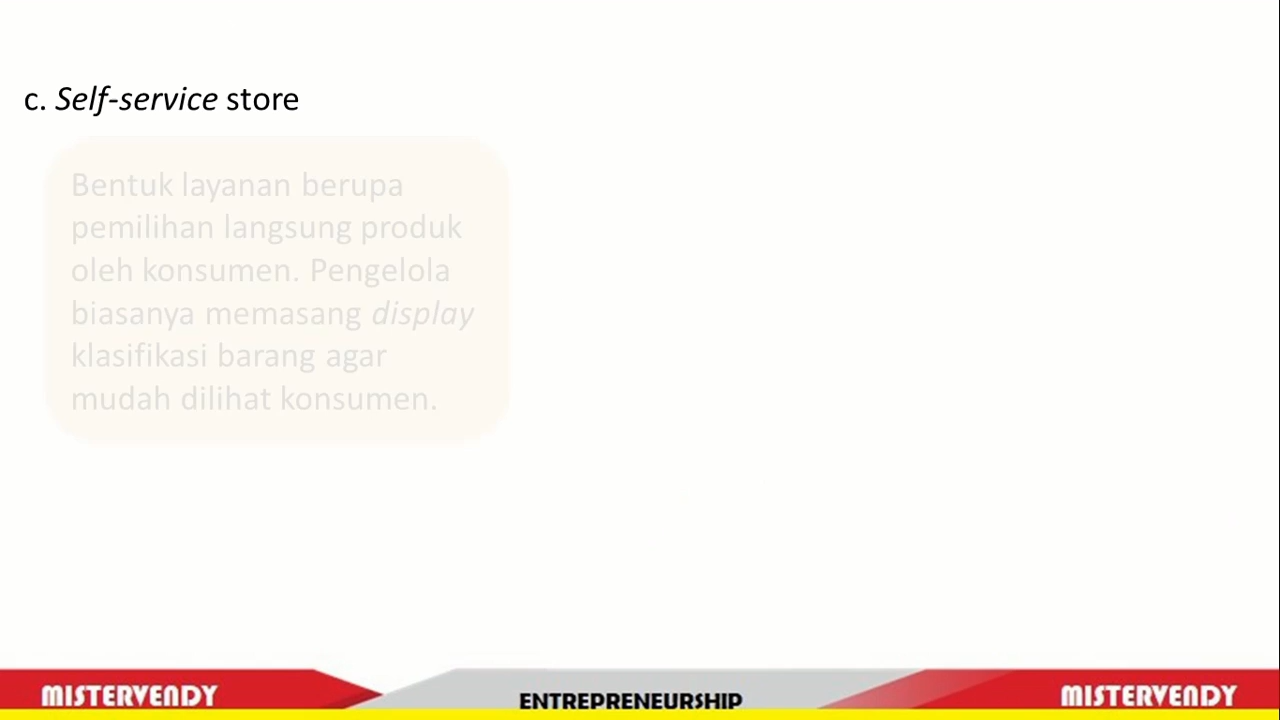 c. Self-service store
Bentuk layanan berupa
pemilihan langsung produk
oleh konsumen. Pengelola
biasanya memasang display
klasifikasi barang agar
mudah dilihat konsumen.
MISTERVENDY
ENTREPRENEURSHIP
MISTERVENDY